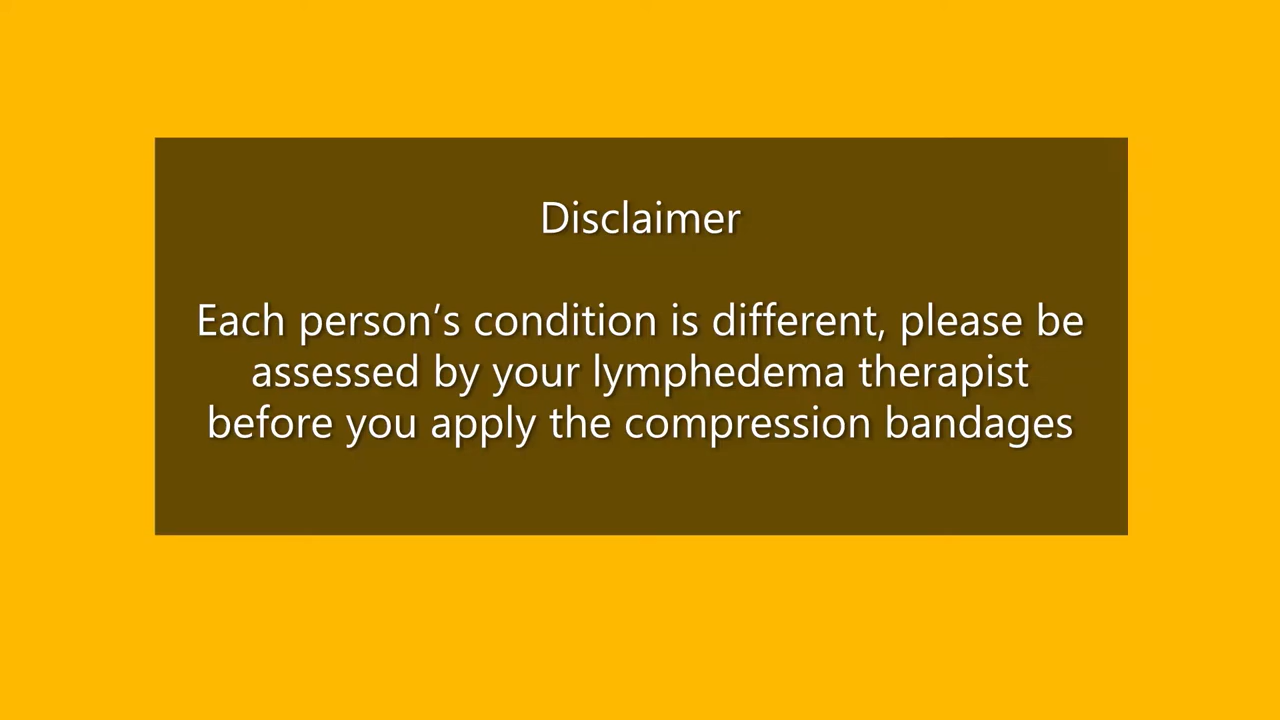 Disclaimer
Each person‘s condition is different, please be
assessed by your lymphedema therapist
before you apply the compression bandages